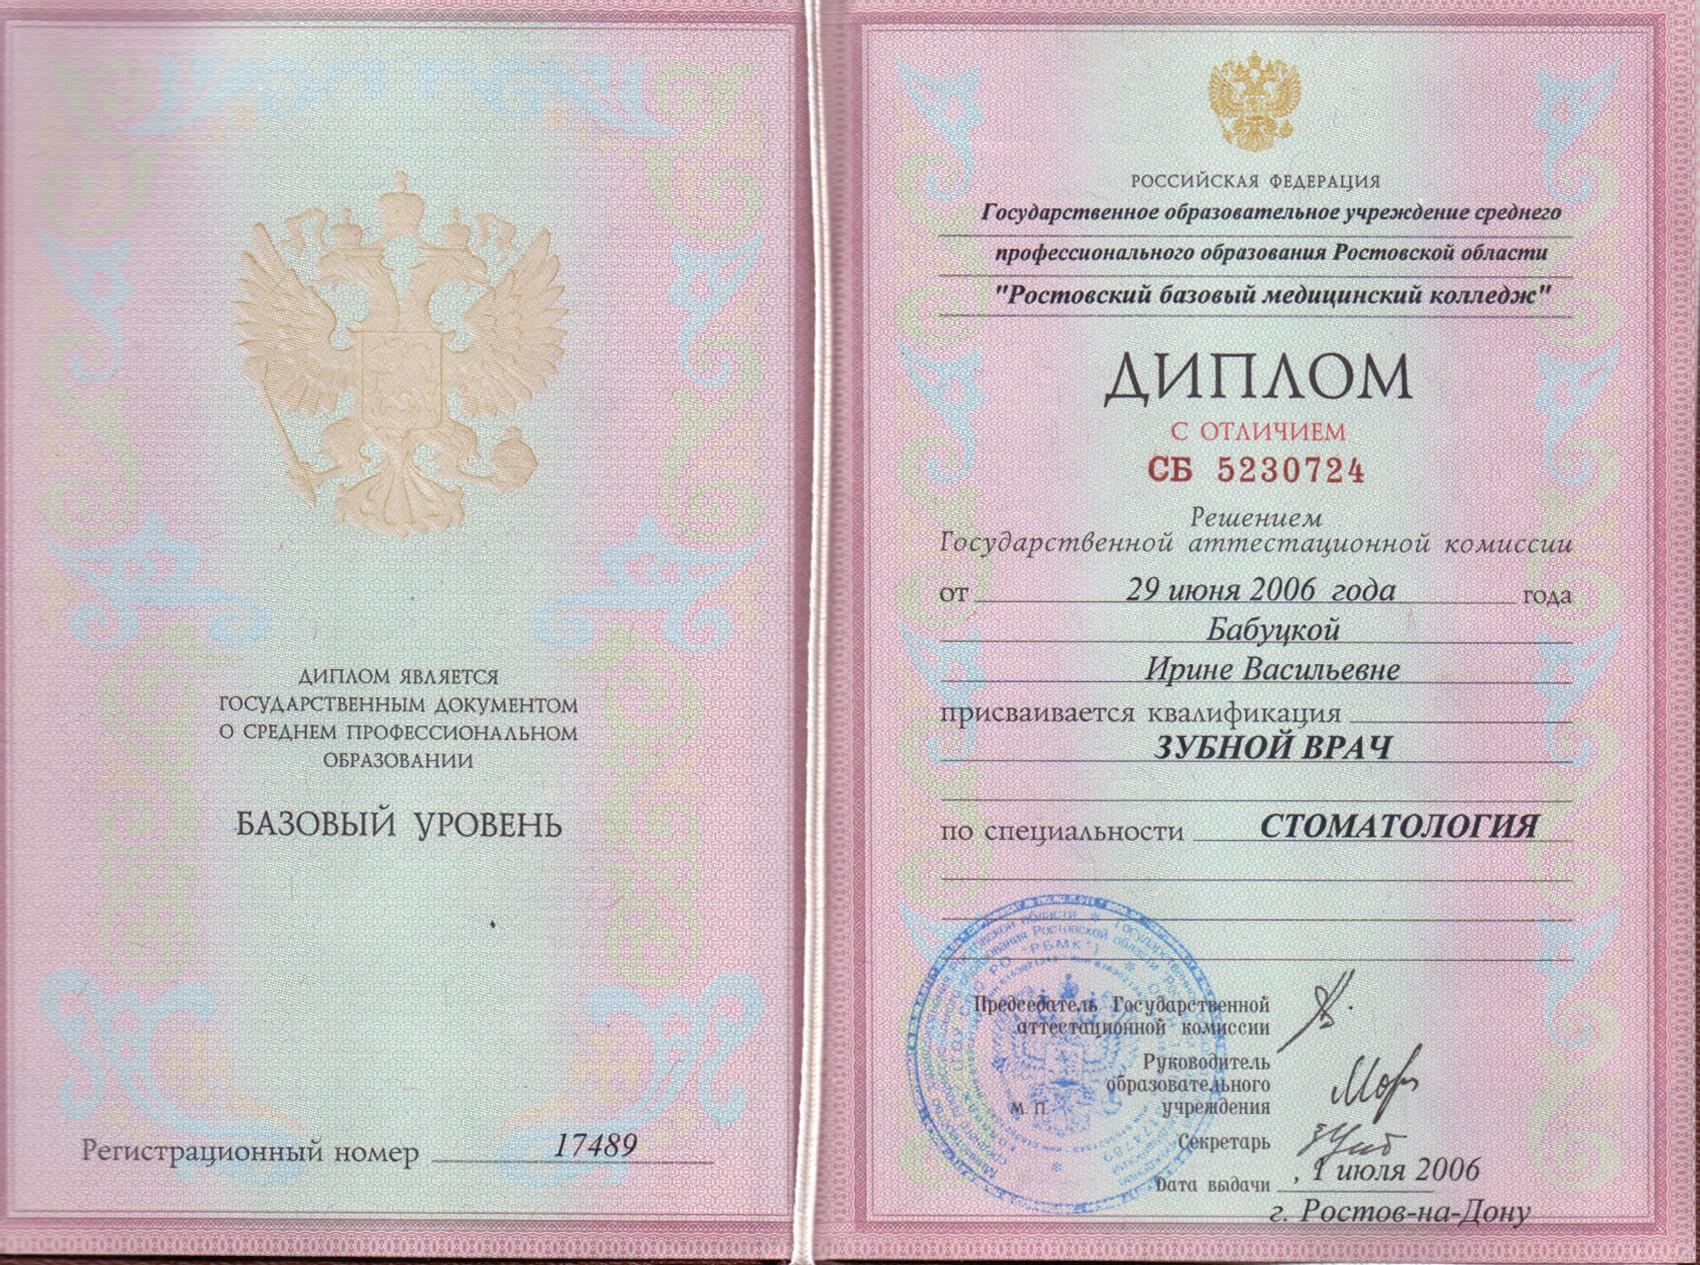 ДИПЛОМ ЯВЛЯЕТСЯ
ГОСУДАРСТВЕННЫМ ДОКУМЕНТОМ
О СРЕДНЕМ ПРОФЕССИОНАЛЬНОМ
ОБРАЗОВАНИИ
БАЗОВЫЙ УРОВЕНЬ
Регистрационный номер 17489
РОССИЙСКАЯ ФЕДЕРАЦИЯ
Государственное образовательное учреждение среднего
профессионального образования Ростовской области
"Ростовский базовый медицинский колледж"
ДИПЛОМ
С ОТЛИЧИЕМ
СБ 5230724
Решением
Государственной аттестационной комиссии
от 29 июня 2006 года года
Бабуцкой
Ирине Васильевне
присваивается квалификация
ЗУБНОЙ ВРАЧ
по специальности СТОМАТОЛОГИЯ
Председатель Государственной
аттестационной комиссии
Руководитель
образовательного
М. П. учреждения
Секретарь
Дата выдачи , 1 июля 2006
г. Ростов-на-Дону